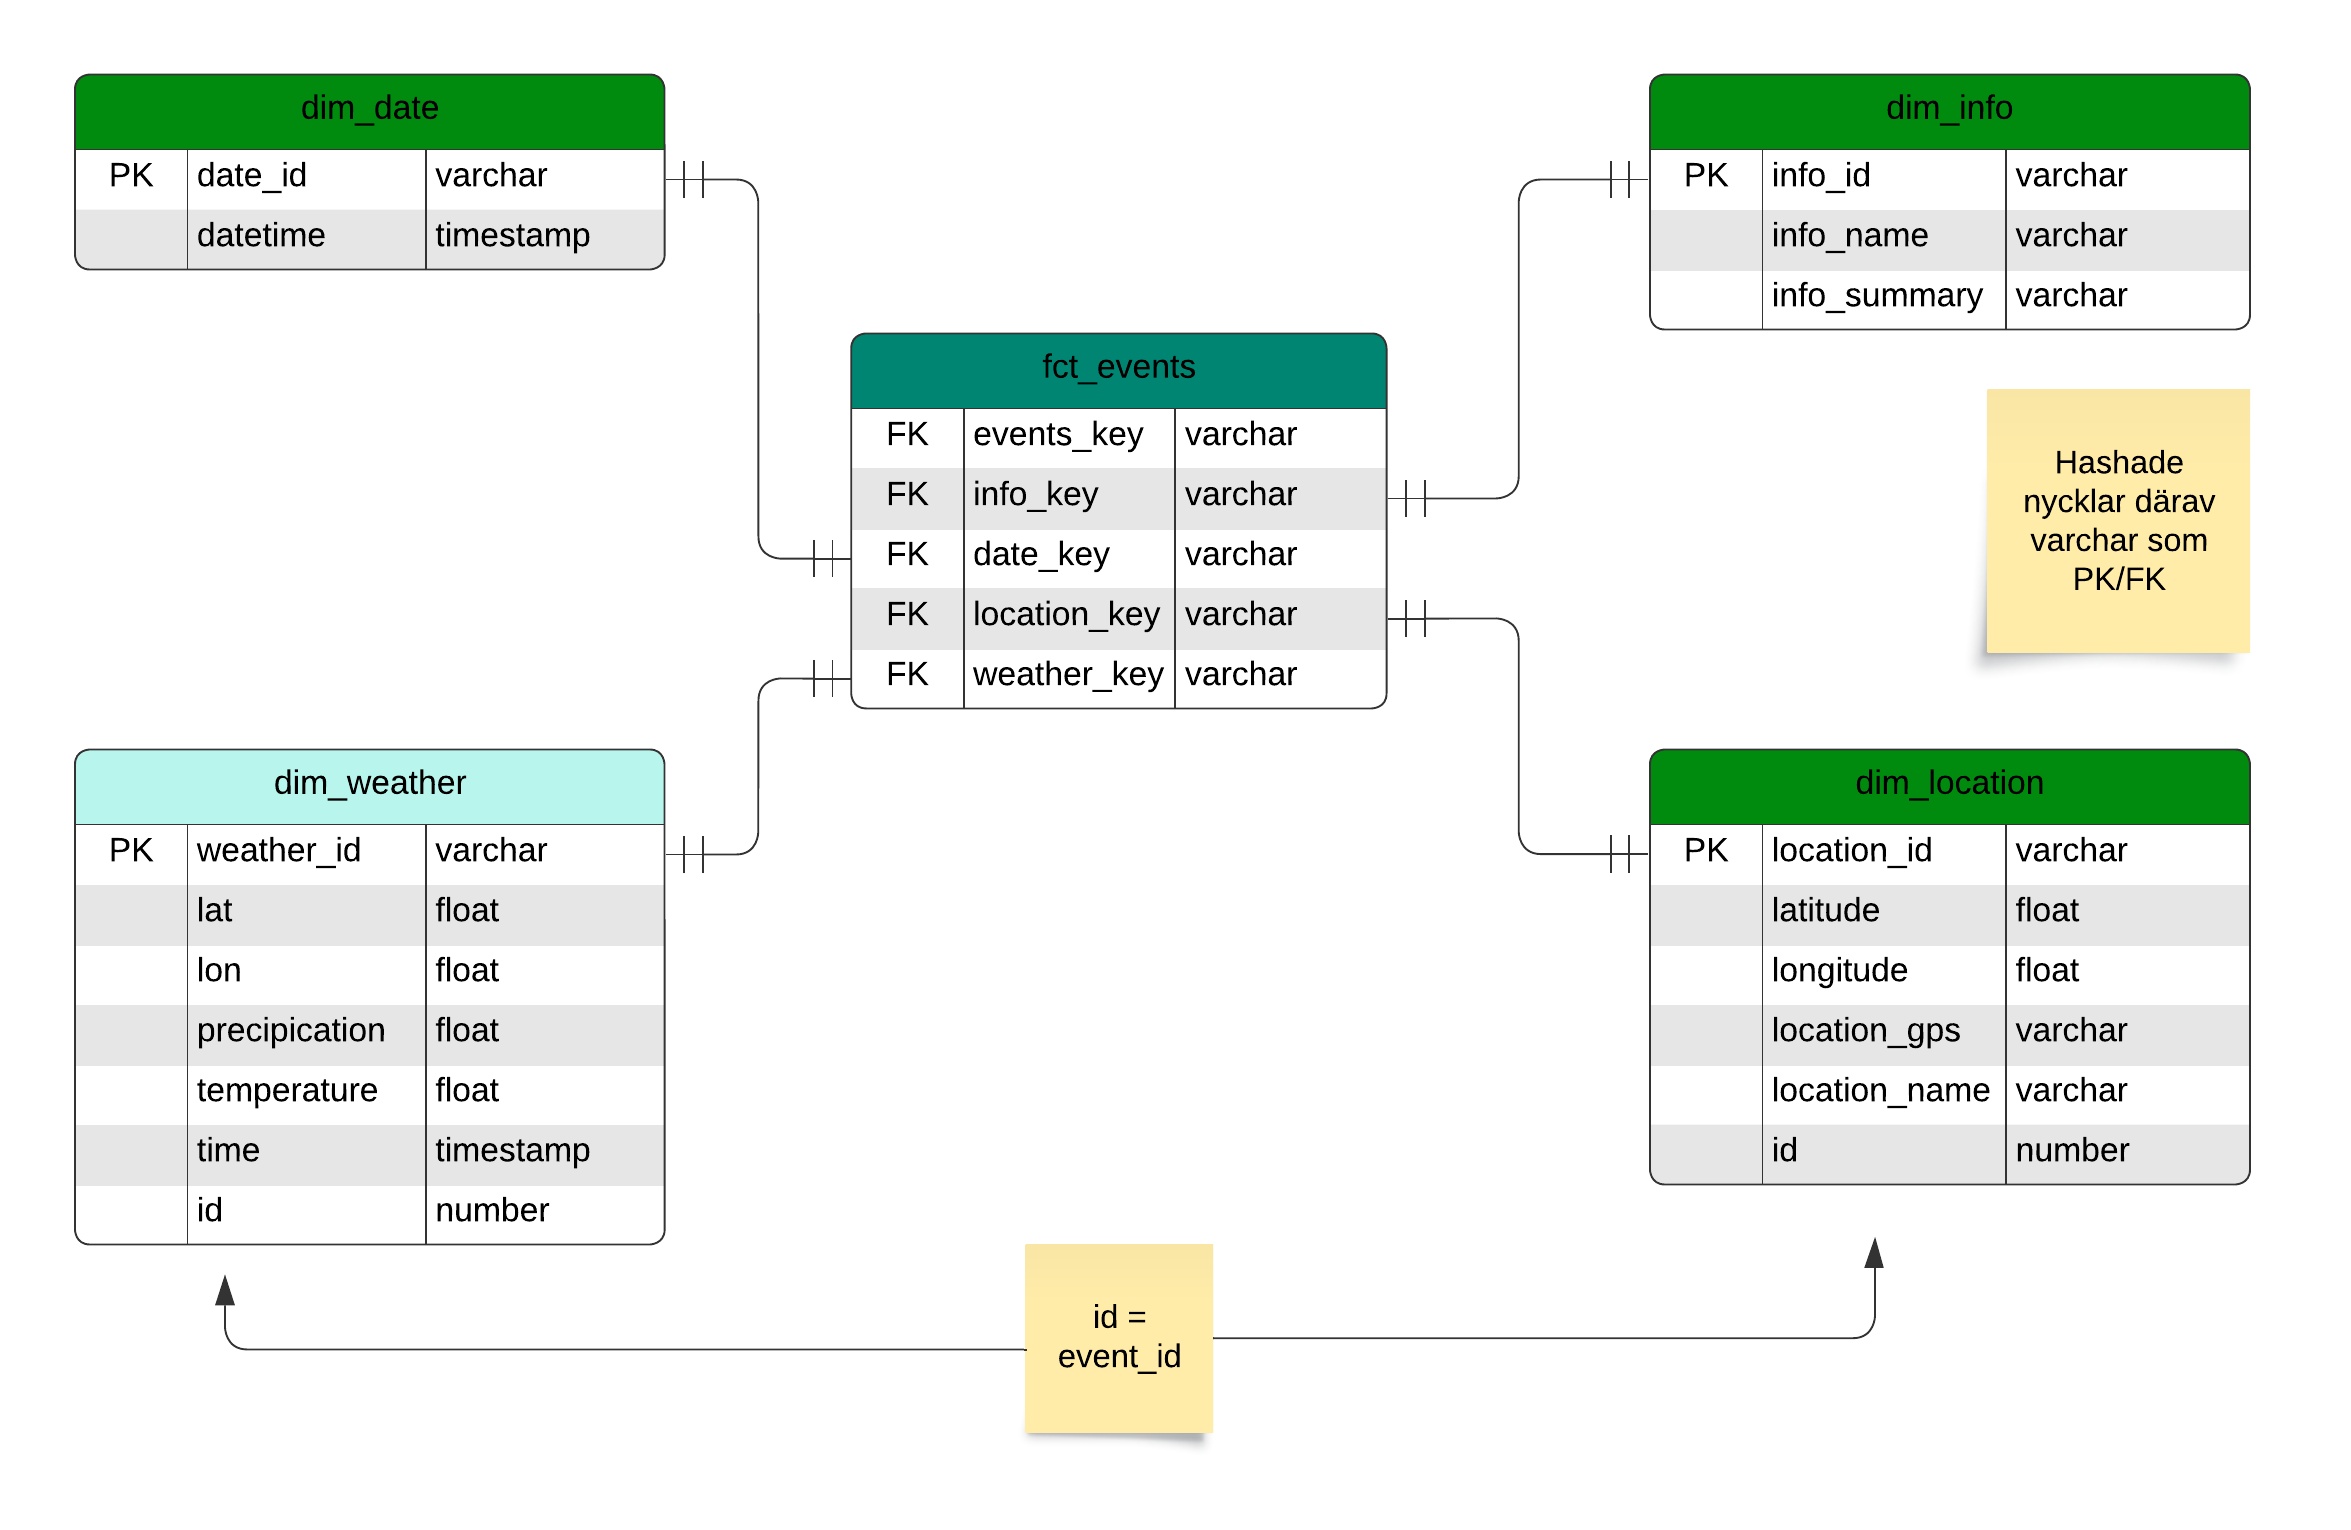 dim_date
PK date_id varchar
datetime timestamp
dim_info
PK info_id varchar
info_name varchar
info_summary varchar
fct_events
FK events_key varchar
FK info_key varchar
FK date_key varchar
FK location_key varchar
FK weather_key varchar
Hashade
nycklar därav
varchar som
PK/FK
dim_weather
PK weather_id varchar
lat float
lon float
precipication float
temperature float
time timestamp
id number
dim_location
PK location_id varchar
latitude float
longitude float
location_gps varchar
location_name varchar
id number
id =
event_id